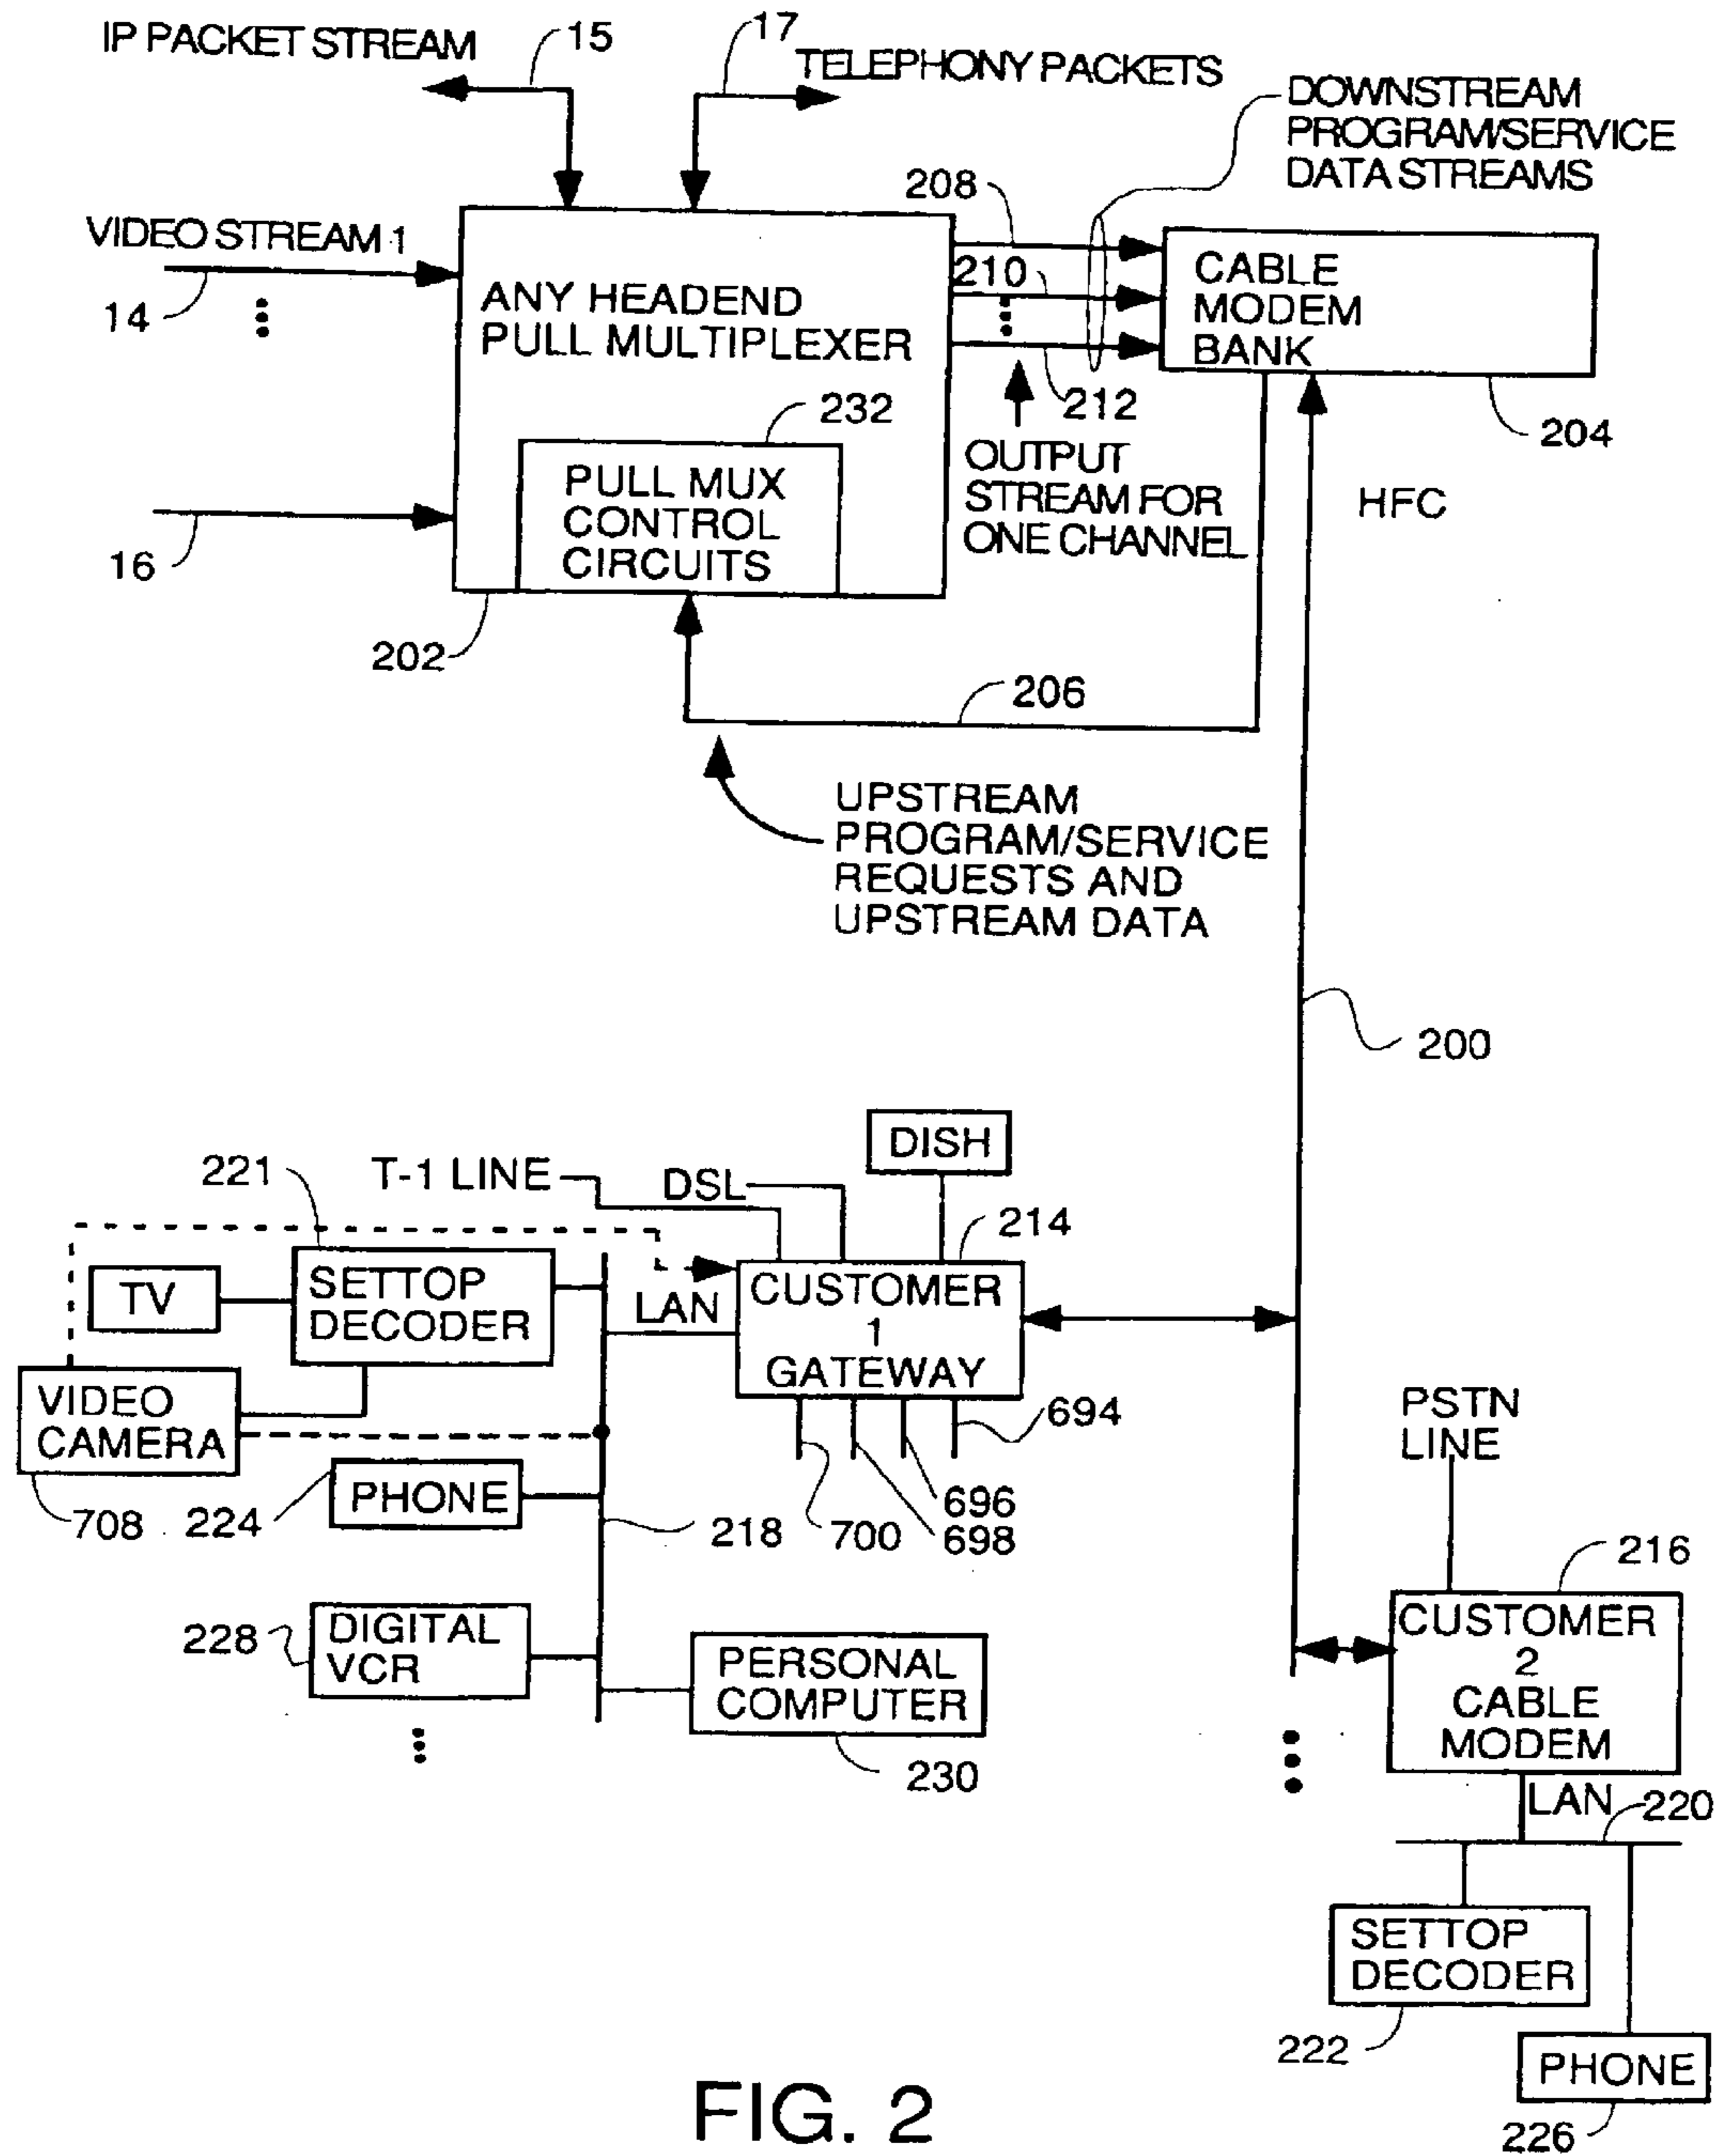 IP PACKET STREAM
15
17
TELEPHONY PACKETS
DOWNSTREAM
PROGRAM/SERVICE
DATA STREAMS
208
VIDEO STREAM 1
14
ANY HEADEND
PULL MULTIPLEXER
210
CABLE
MODEM
BANK
212
204
232
PULL MUX
CONTROL
CIRCUITS
OUTPUT
STREAM FOR
ONE CHANNEL
HFC
16
202
206
UPSTREAM
PROGRAM/SERVICE
REQUESTS AND
UPSTREAM DATA
200
DISH
221
T-1 LINE
DSL
214
TV
SETTOP
DECODER
LAN
CUSTOMER
1
GATEWAY
VIDEO
CAMERA
694
PSTN
LINE
708
224
PHONE
218
700
696
698
216
228
DIGITAL
VCR
PERSONAL
COMPUTER
230
CUSTOMER
2
CABLE
MODEM
LAN
220
SETTOP
DECODER
222
PHONE
226
FIG. 2